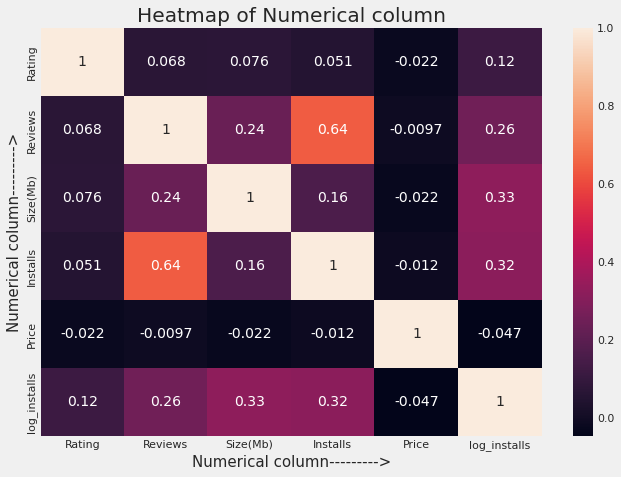 Heatmap of Numerical column
Numerical column--------->
Rating
1
0.068
0.076
0.051
-0.022
0.12
Reviews
0.068
1
0.24
0.64
-0.0097
0.26
Size(Mb)
0.076
0.24
1
0.16
-0.022
0.33
Installs
0.051
0.64
0.16
1
-0.012
0.32
Price
-0.022
-0.0097
-0.022
-0.012
1
-0.047
log_installs
0.12
0.26
0.33
0.32
-0.047
1
Rating
Reviews
Size(Mb)
Installs
Price
log_installs
Numerical column--------->
1.0
0.8
0.6
0.4
0.2
0.0